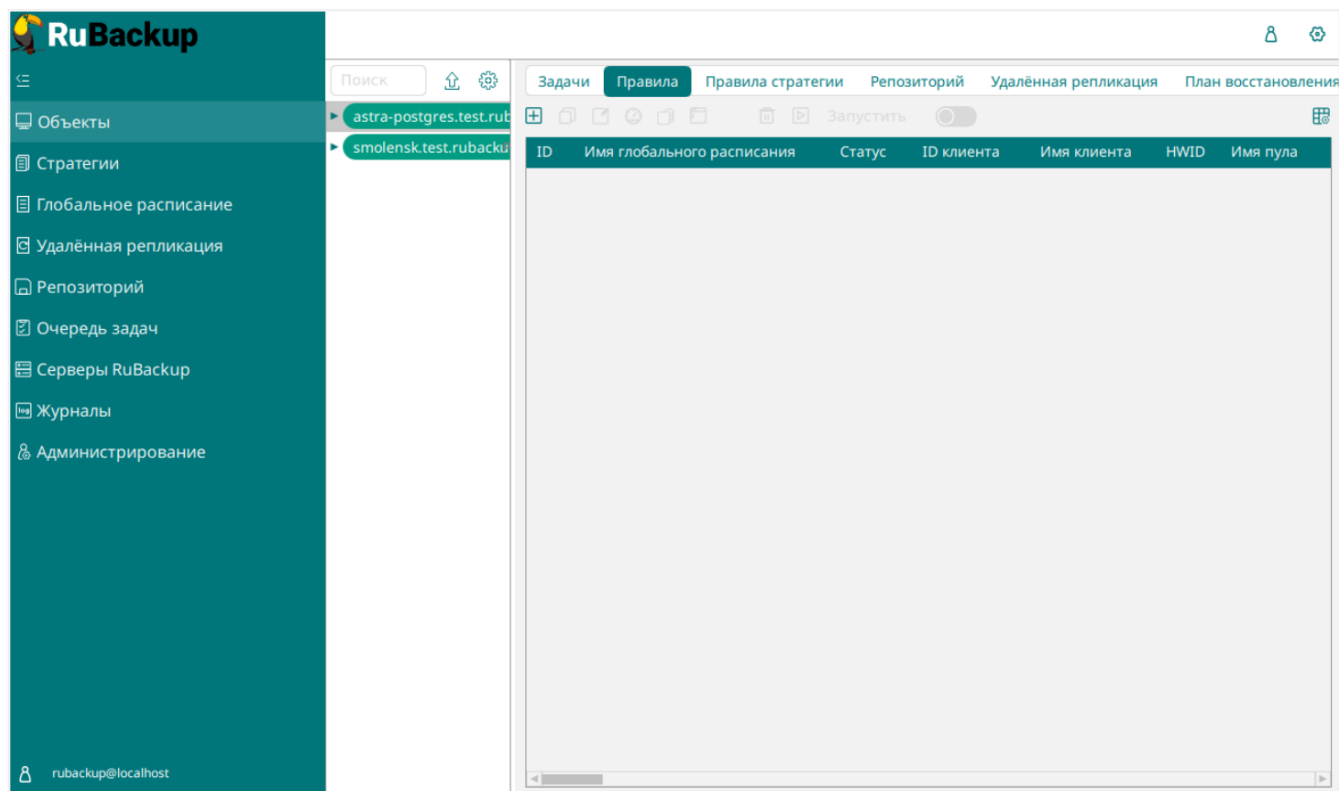 RuBackup
Поиск
Задачи Правила Правила стратегии Репозиторий Удалённая репликация План восстановления
Объекты
astra-postgres.test.rub
Запустить
Стратегии
smolensk.test.rubacku
ID Имя глобального расписания Статус ID клиента Имя клиента HWID Имя пула
Глобальное расписание
Удалённая репликация
Репозиторий
Очередь задач
Серверы RuBackup
log Журналы
Администрирование
rubackup@localhost